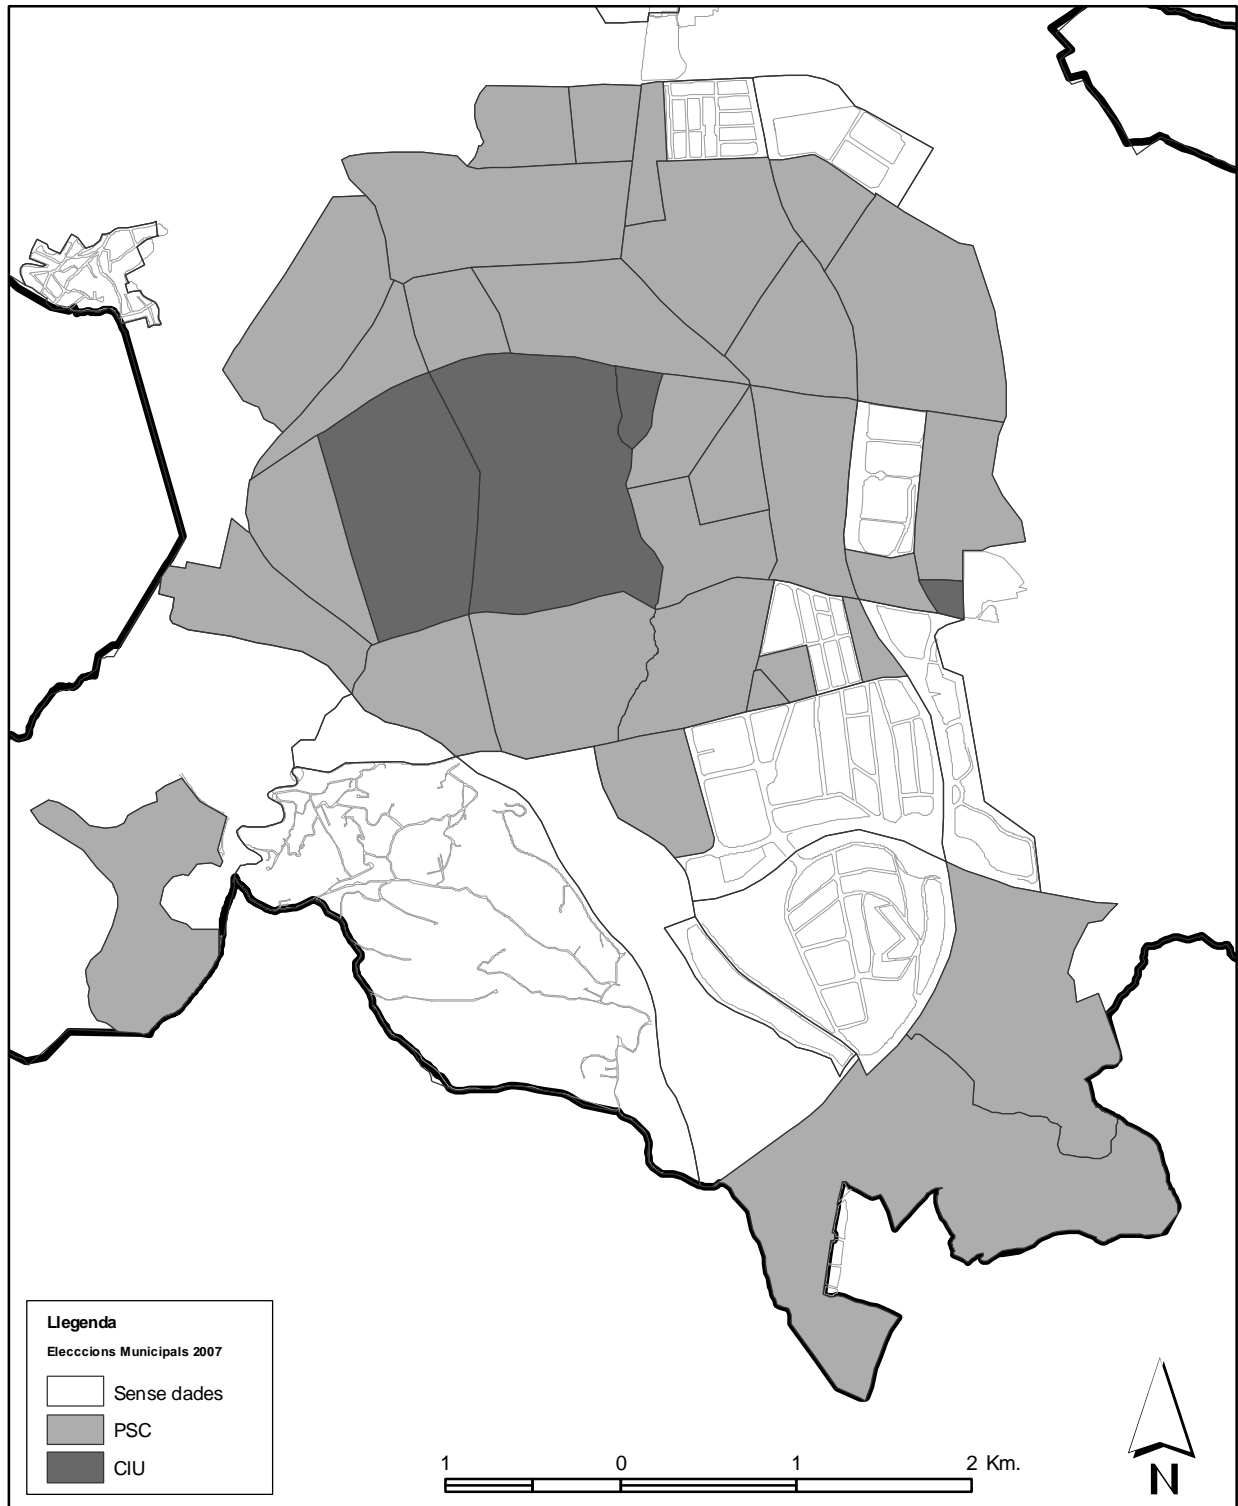 Llegenda
Elecccions Municipals 2007
Sense dades
PSC
CIU
1 0 1 2 Km.
N